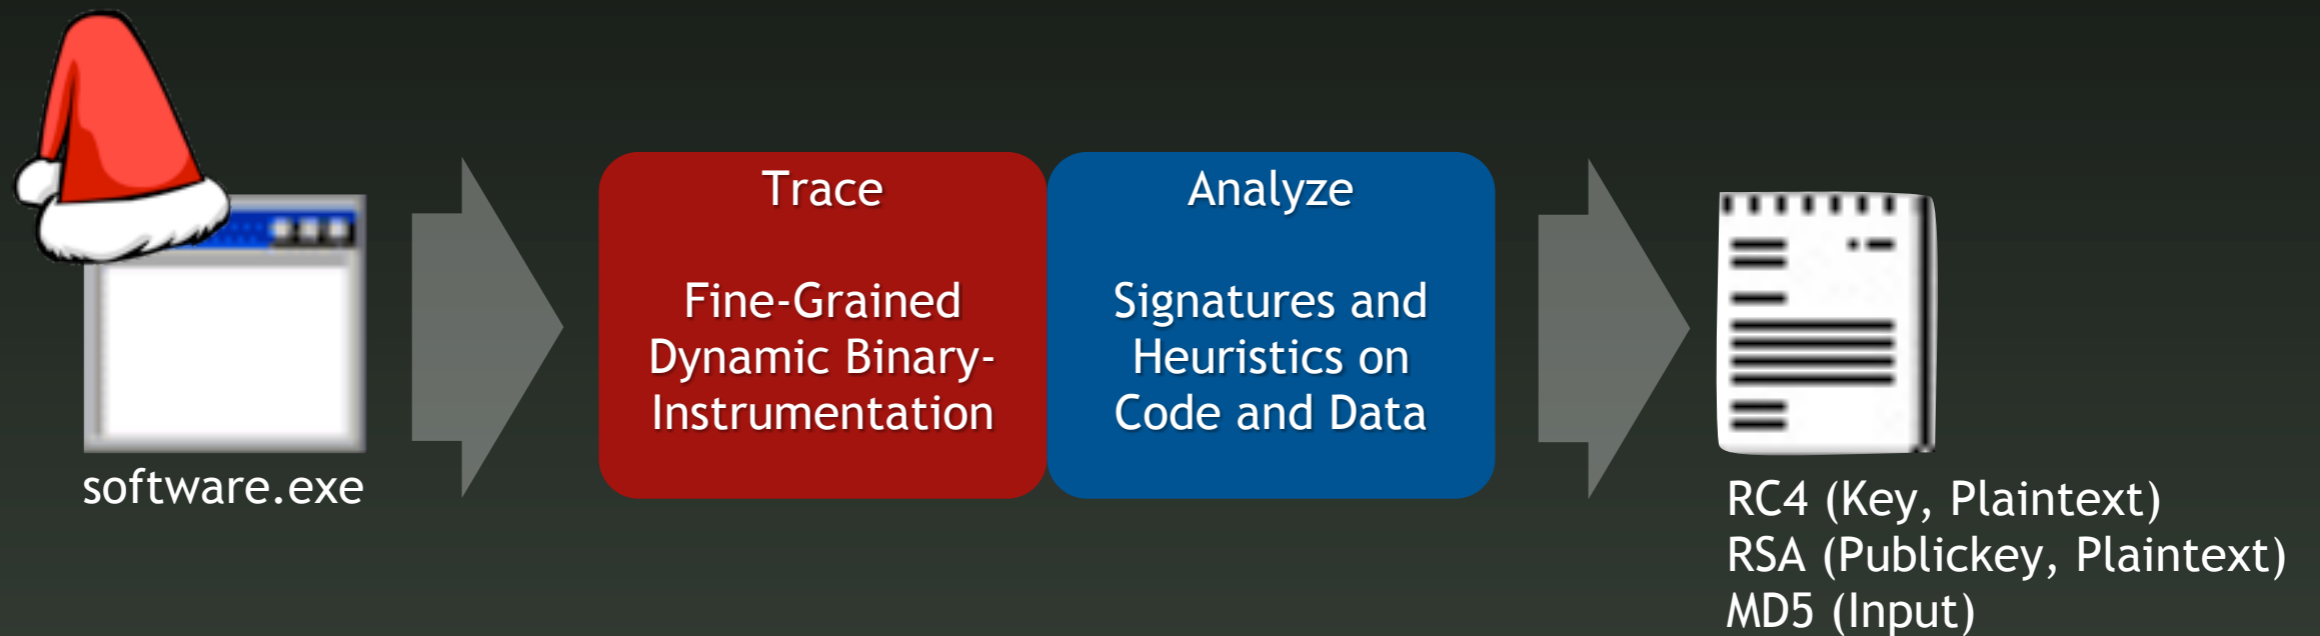 software.exe
Trace
Fine-Grained
Dynamic Binary-
Instrumentation
Analyze
Signatures and
Heuristics on
Code and Data
RC4 (Key, Plaintext)
RSA (Publickey, Plaintext)
MD5 (Input)